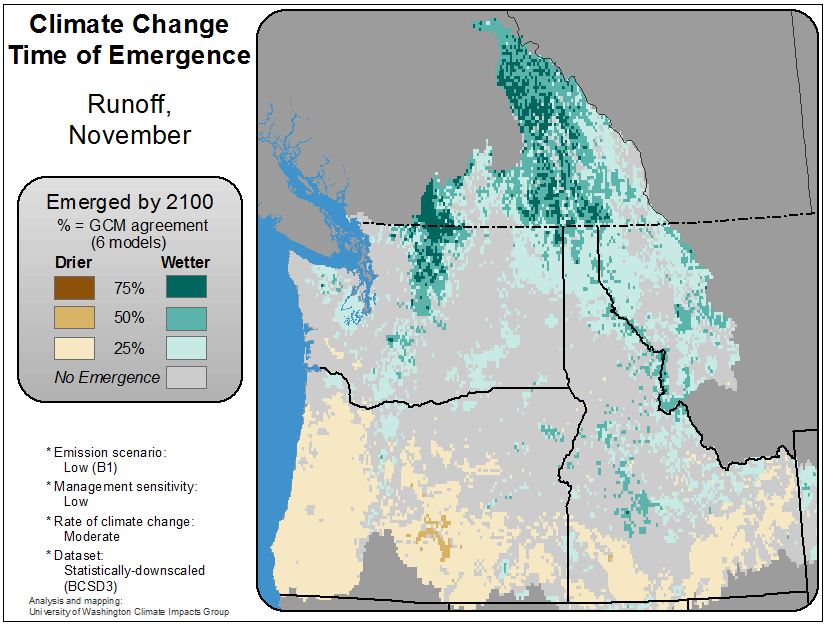 Climate Change
Time of Emergence
Runoff,
November
Emerged by 2100
% = GCM agreement
(6 models)
Drier Wetter
75%
50%
25%
No Emergence
* Emission scenario:
Low (B1)
* Management sensitivity:
Low
* Rate of climate change:
Moderate
* Dataset:
Statistically-downscaled
(BCSD3)
Analysis and mapping:
University of Washington Climate Impacts Group